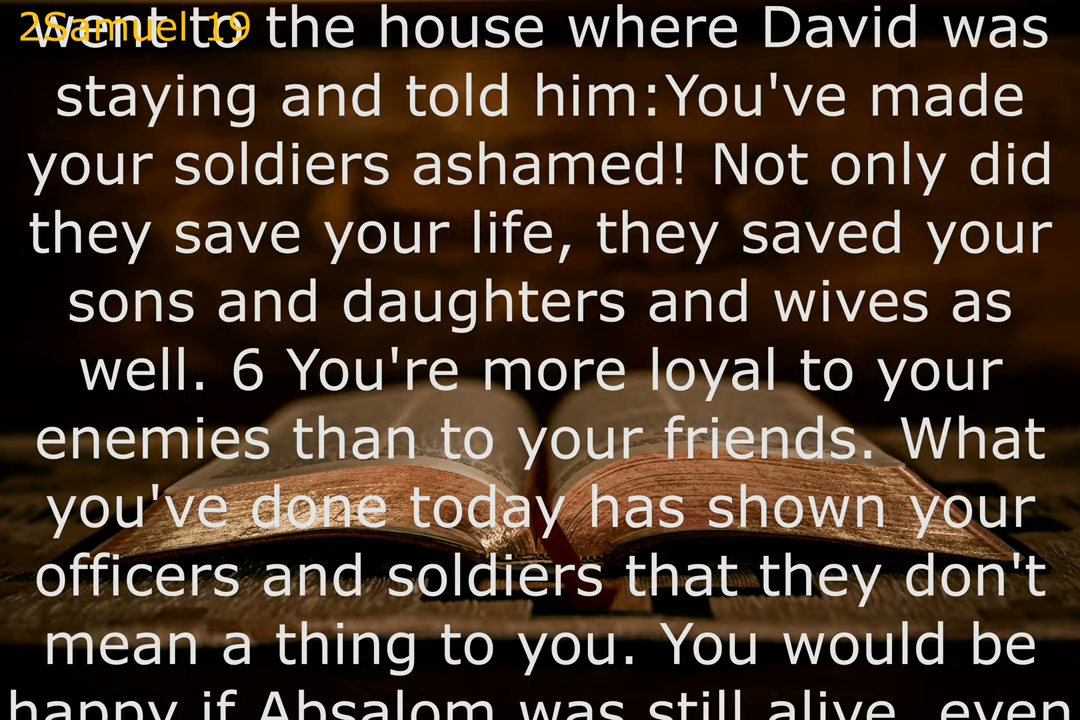 2Samuel 19
went to the house where David was
staying and told him:You've made
your soldiers ashamed! Not only did
they save your life, they saved your
sons and daughters and wives as
well. 6 You're more loyal to your
enemies than to your friends. What
you've done today has shown your
officers and soldiers that they don't
mean a thing to you. You would be
happy if Absalom was still alive, even